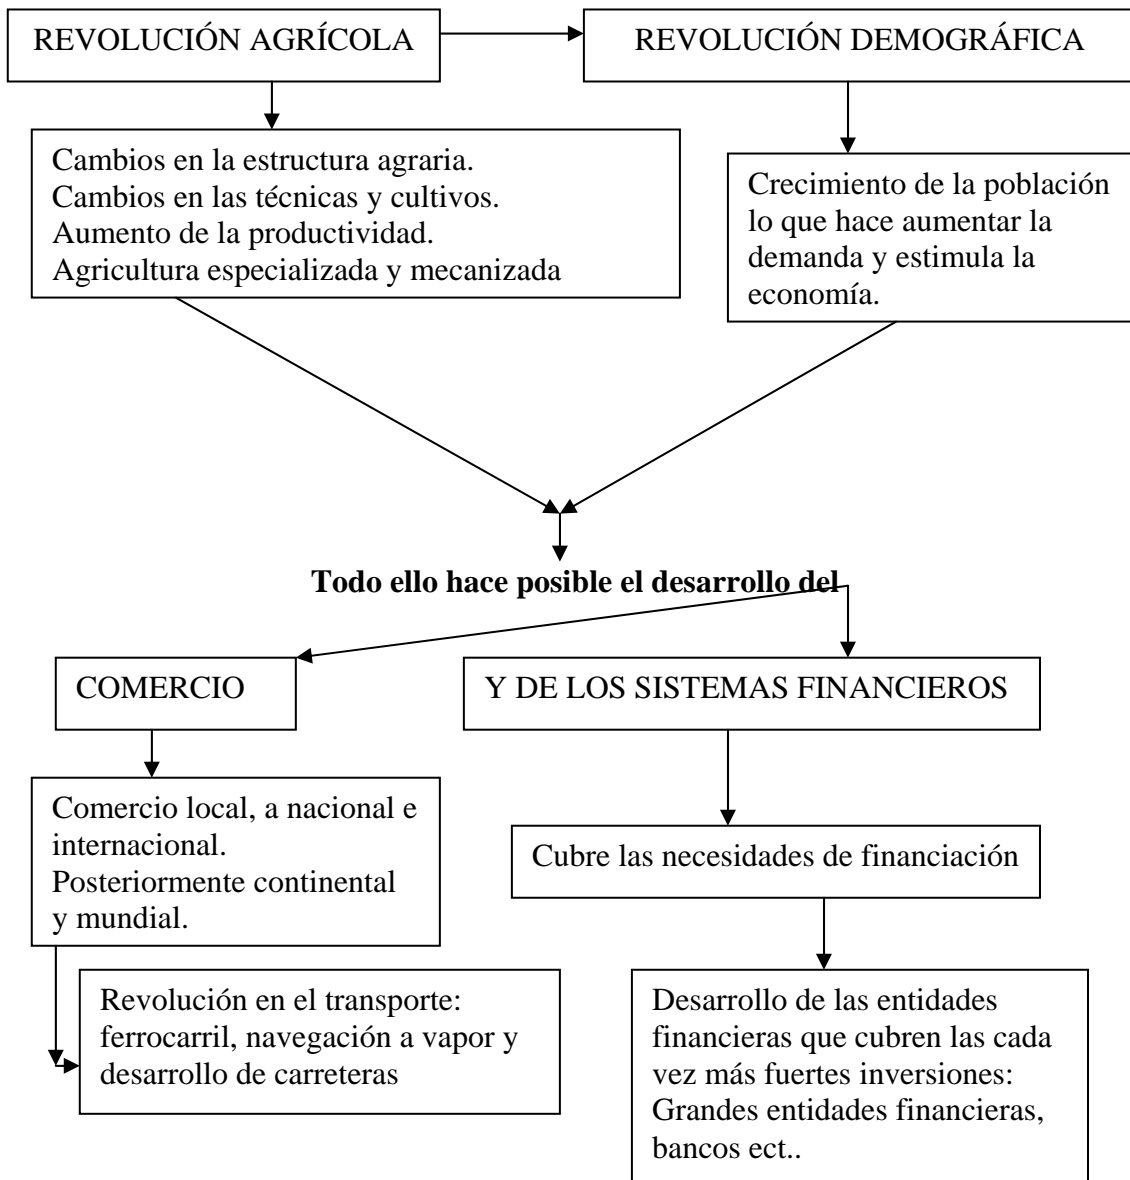 REVOLUCIÓN AGRÍCOLA
REVOLUCIÓN DEMOGRÁFICA
Cambios en la estructura agraria.
Cambios en las técnicas y cultivos.
Aumento de la productividad.
Agricultura especializada y mecanizada
Crecimiento de la población
lo que hace aumentar la
demanda y estimula la
economía.
Todo ello hace posible el desarrollo del
COMERCIO
Y DE LOS SISTEMAS FINANCIEROS
Comercio local, a nacional e
internacional.
Posteriormente continental
y mundial.
Cubre las necesidades de financiación
Revolución en el transporte:
ferrocarril, navegación a vapor y
desarrollo de carreteras
Desarrollo de las entidades
financieras que cubren las cada
vez más fuertes inversiones:
Grandes entidades financieras,
bancos ect..